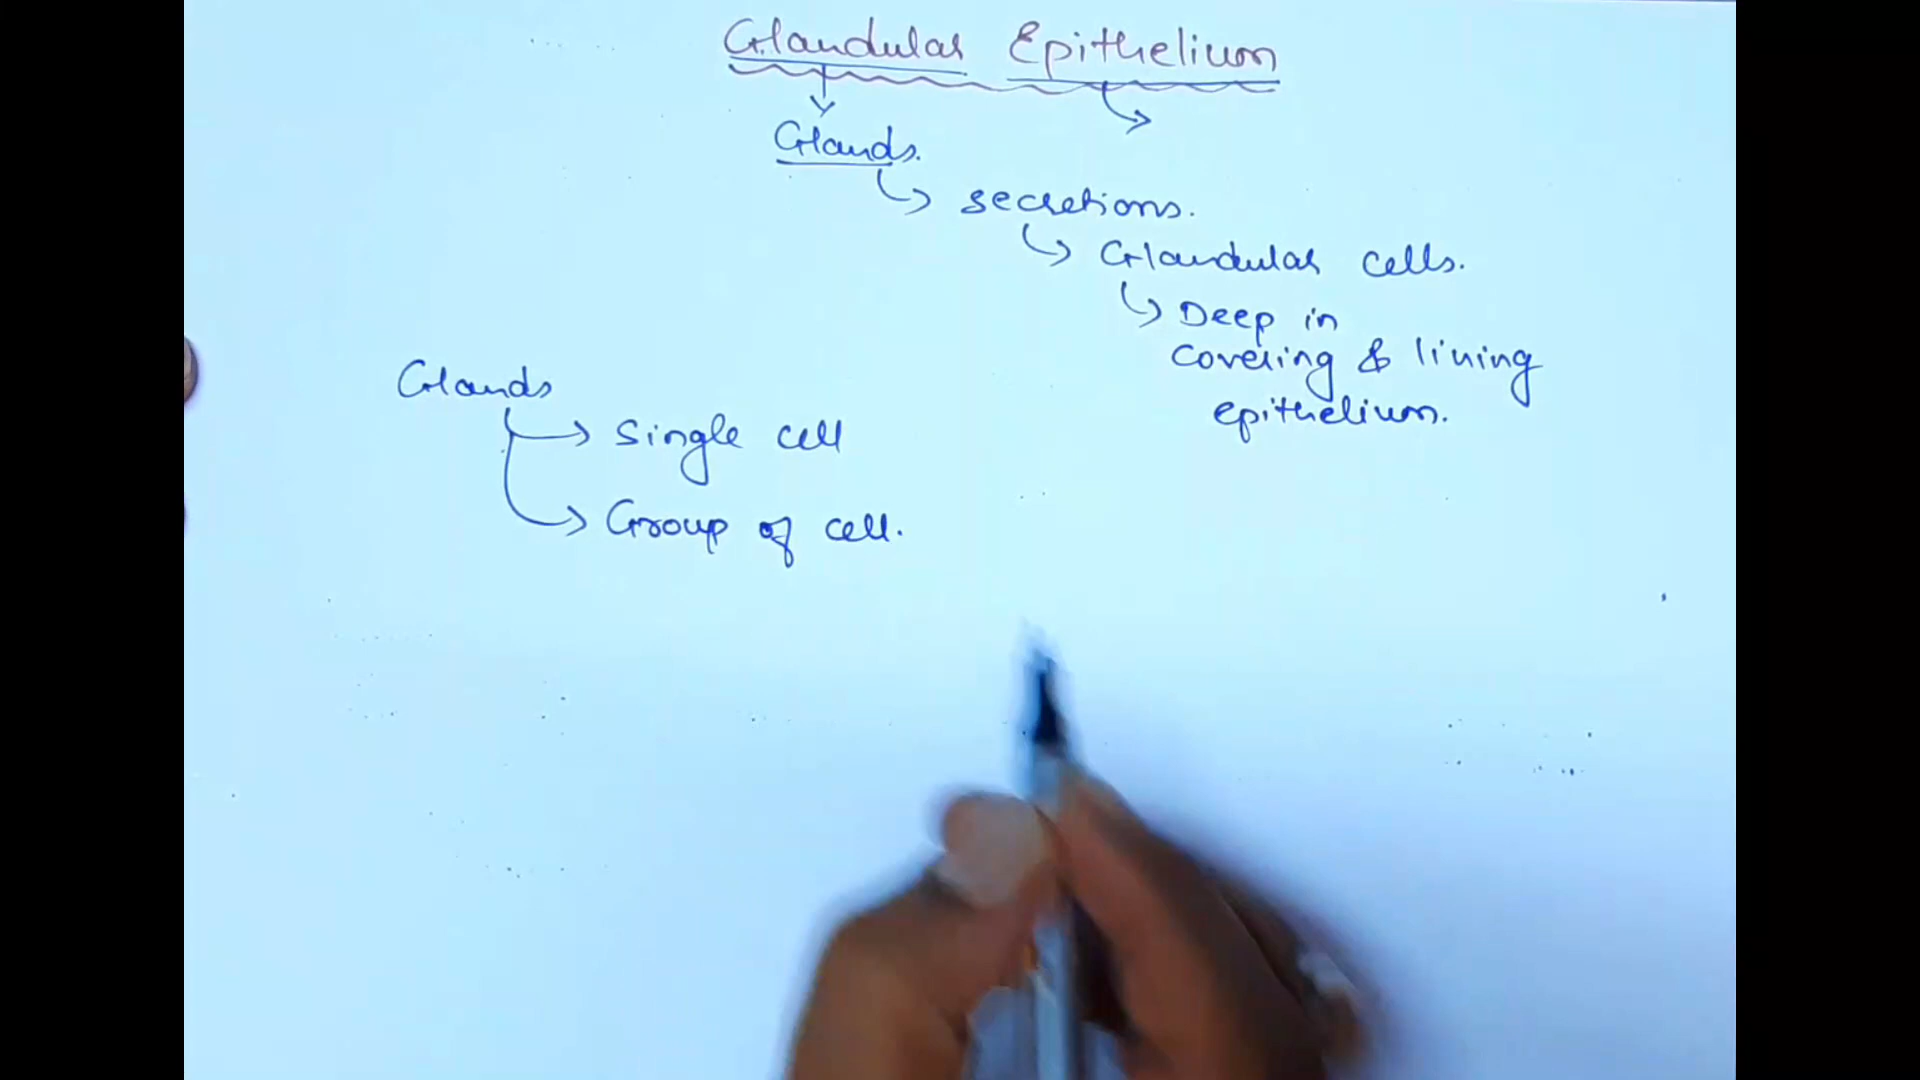 Glandular Epithelium
Glands.
secretions.
Glandular cells.
Deep in
covering & lining
epithelium.
Glands
Single cell
Group of cell.